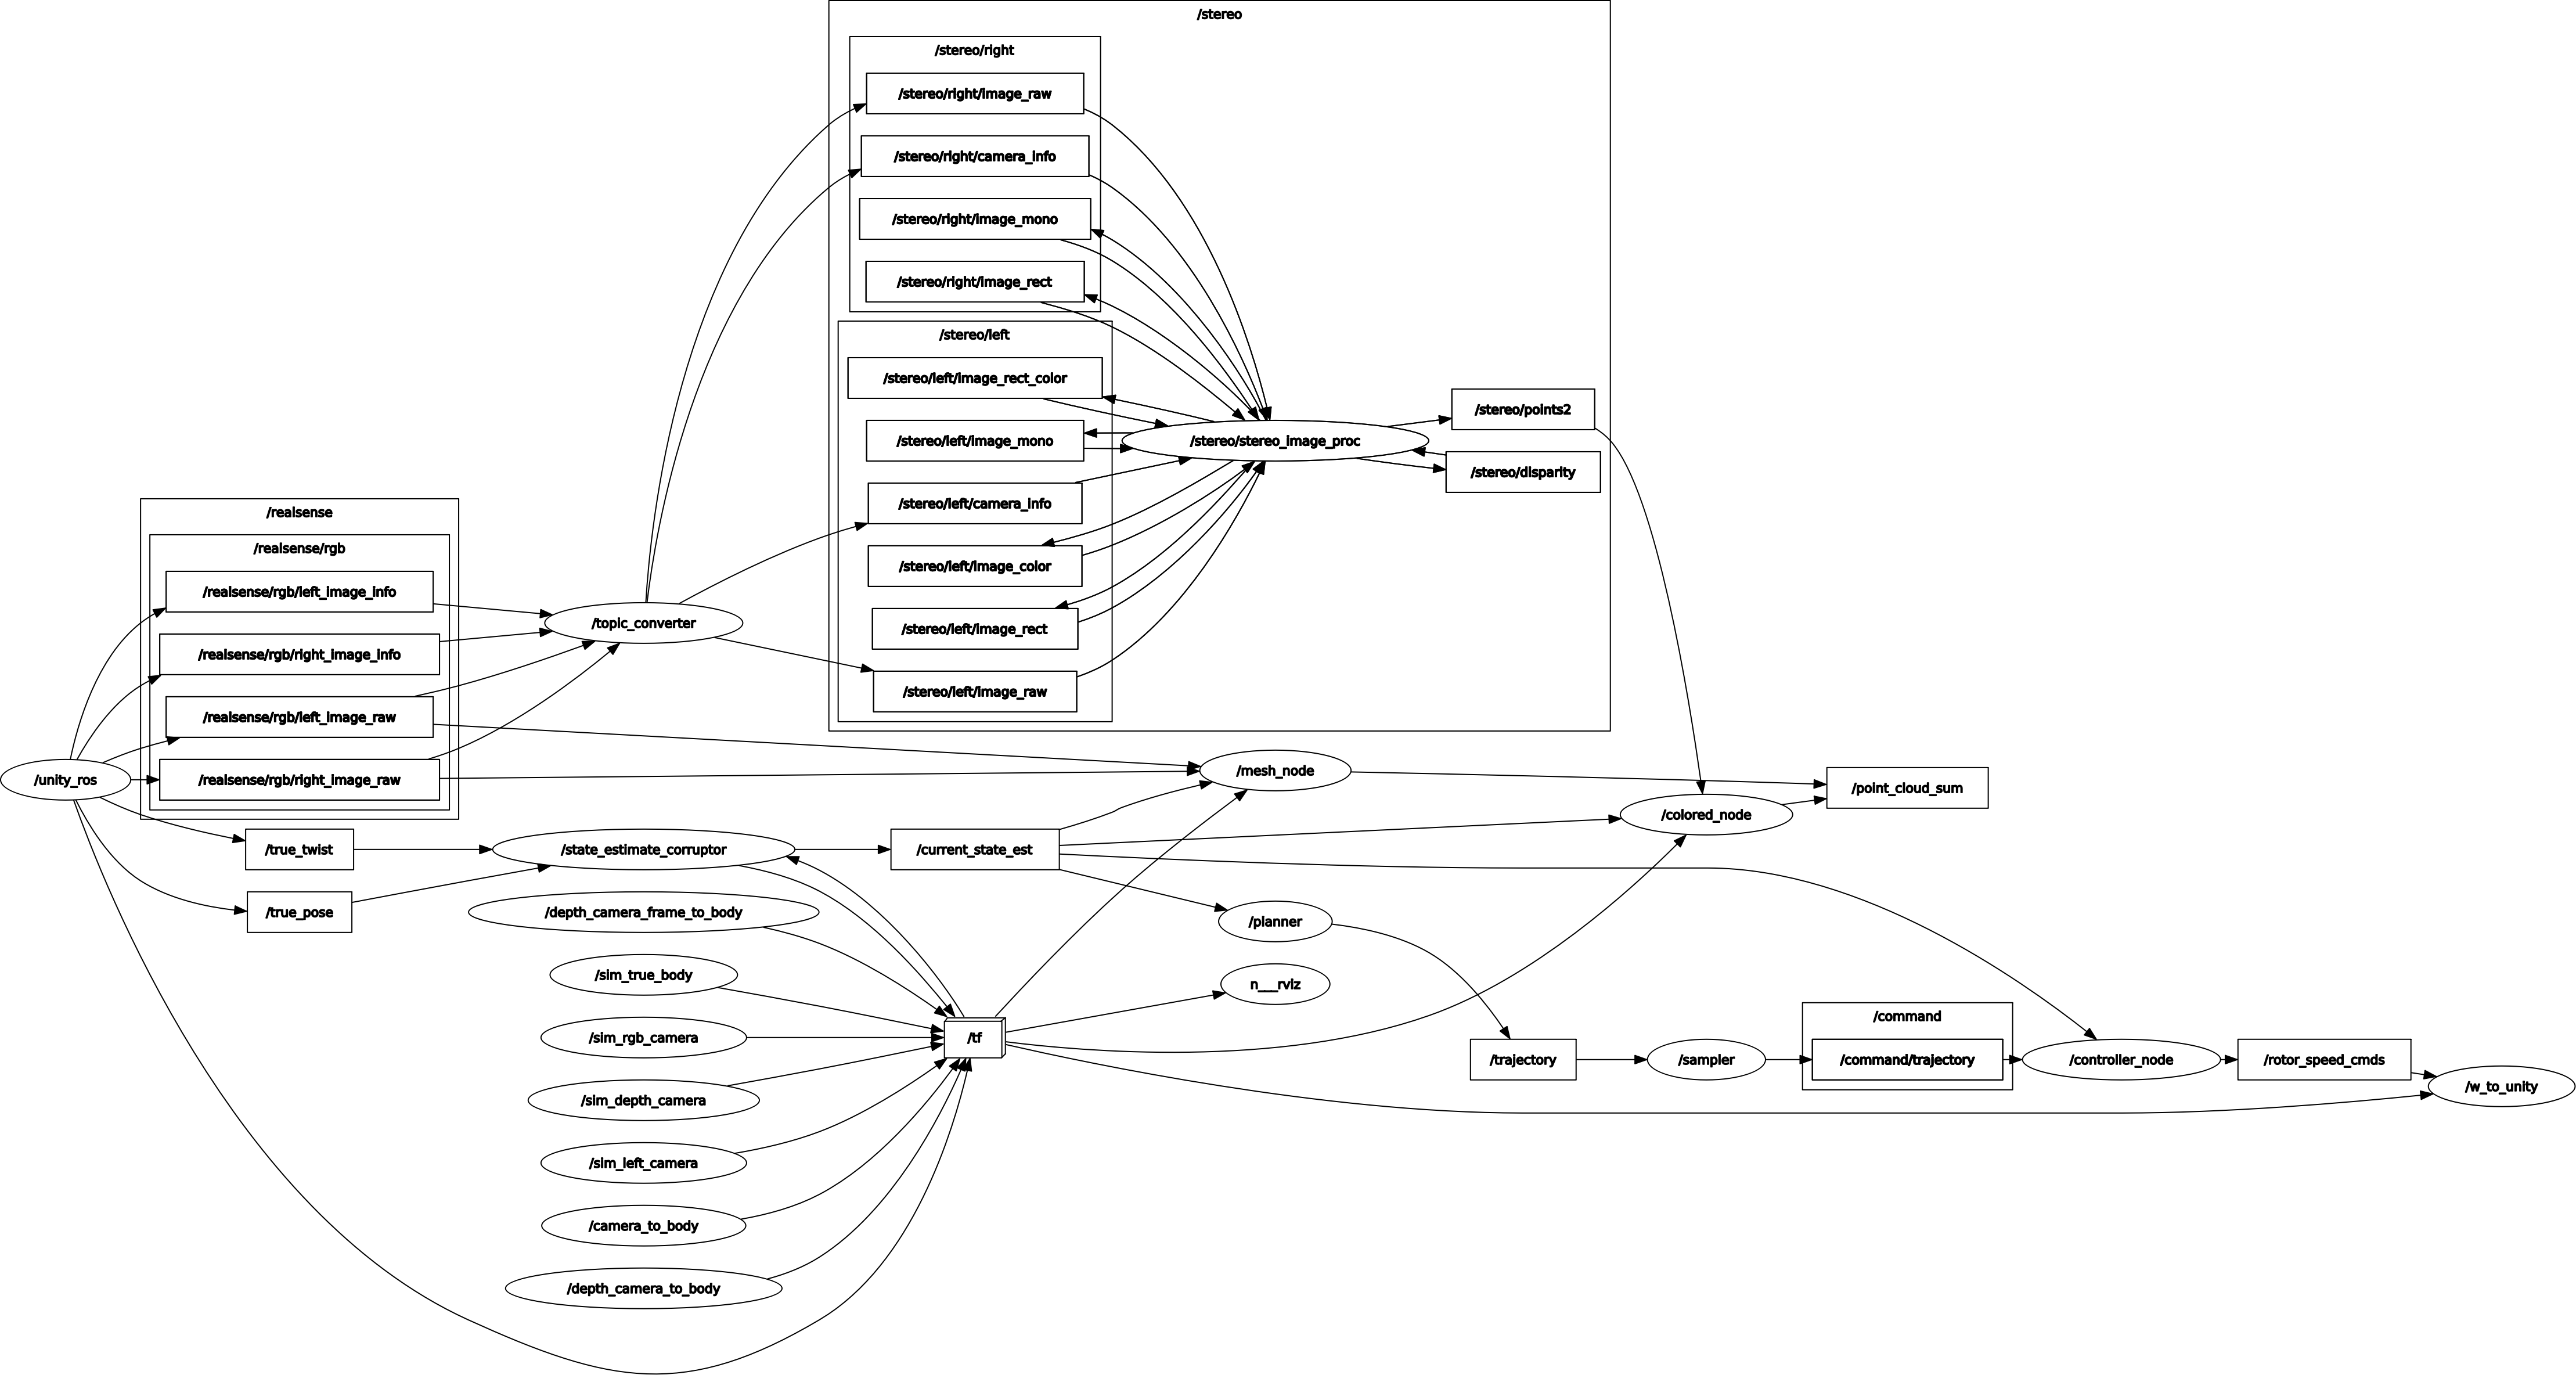 /stereo
/stereo/right
/stereo/right/image_raw
/stereo/right/camera_info
/stereo/right/image_mono
/stereo/right/image_rect
/stereo/left
/stereo/left/image_rect_color
/stereo/left/image_mono
/stereo/left/camera_info
/stereo/left/image_color
/stereo/left/image_rect
/stereo/left/image_raw
/stereo/stereo_image_proc
/stereo/points2
/stereo/disparity
/realsense
/realsense/rgb
/realsense/rgb/left_image_info
/realsense/rgb/right_image_info
/realsense/rgb/left_image_raw
/realsense/rgb/right_image_raw
/topic_converter
/unity_ros
/mesh_node
/point_cloud_sum
/colored_node
/true_twist
/state_estimate_corruptor
/current_state_est
/true_pose
/depth_camera_frame_to_body
/planner
/sim_true_body
n___rviz
/sim_rgb_camera
/tf
/command
/trajectory
/sampler
/command/trajectory
/controller_node
/rotor_speed_cmds
/w_to_unity
/sim_depth_camera
/sim_left_camera
/camera_to_body
/depth_camera_to_body